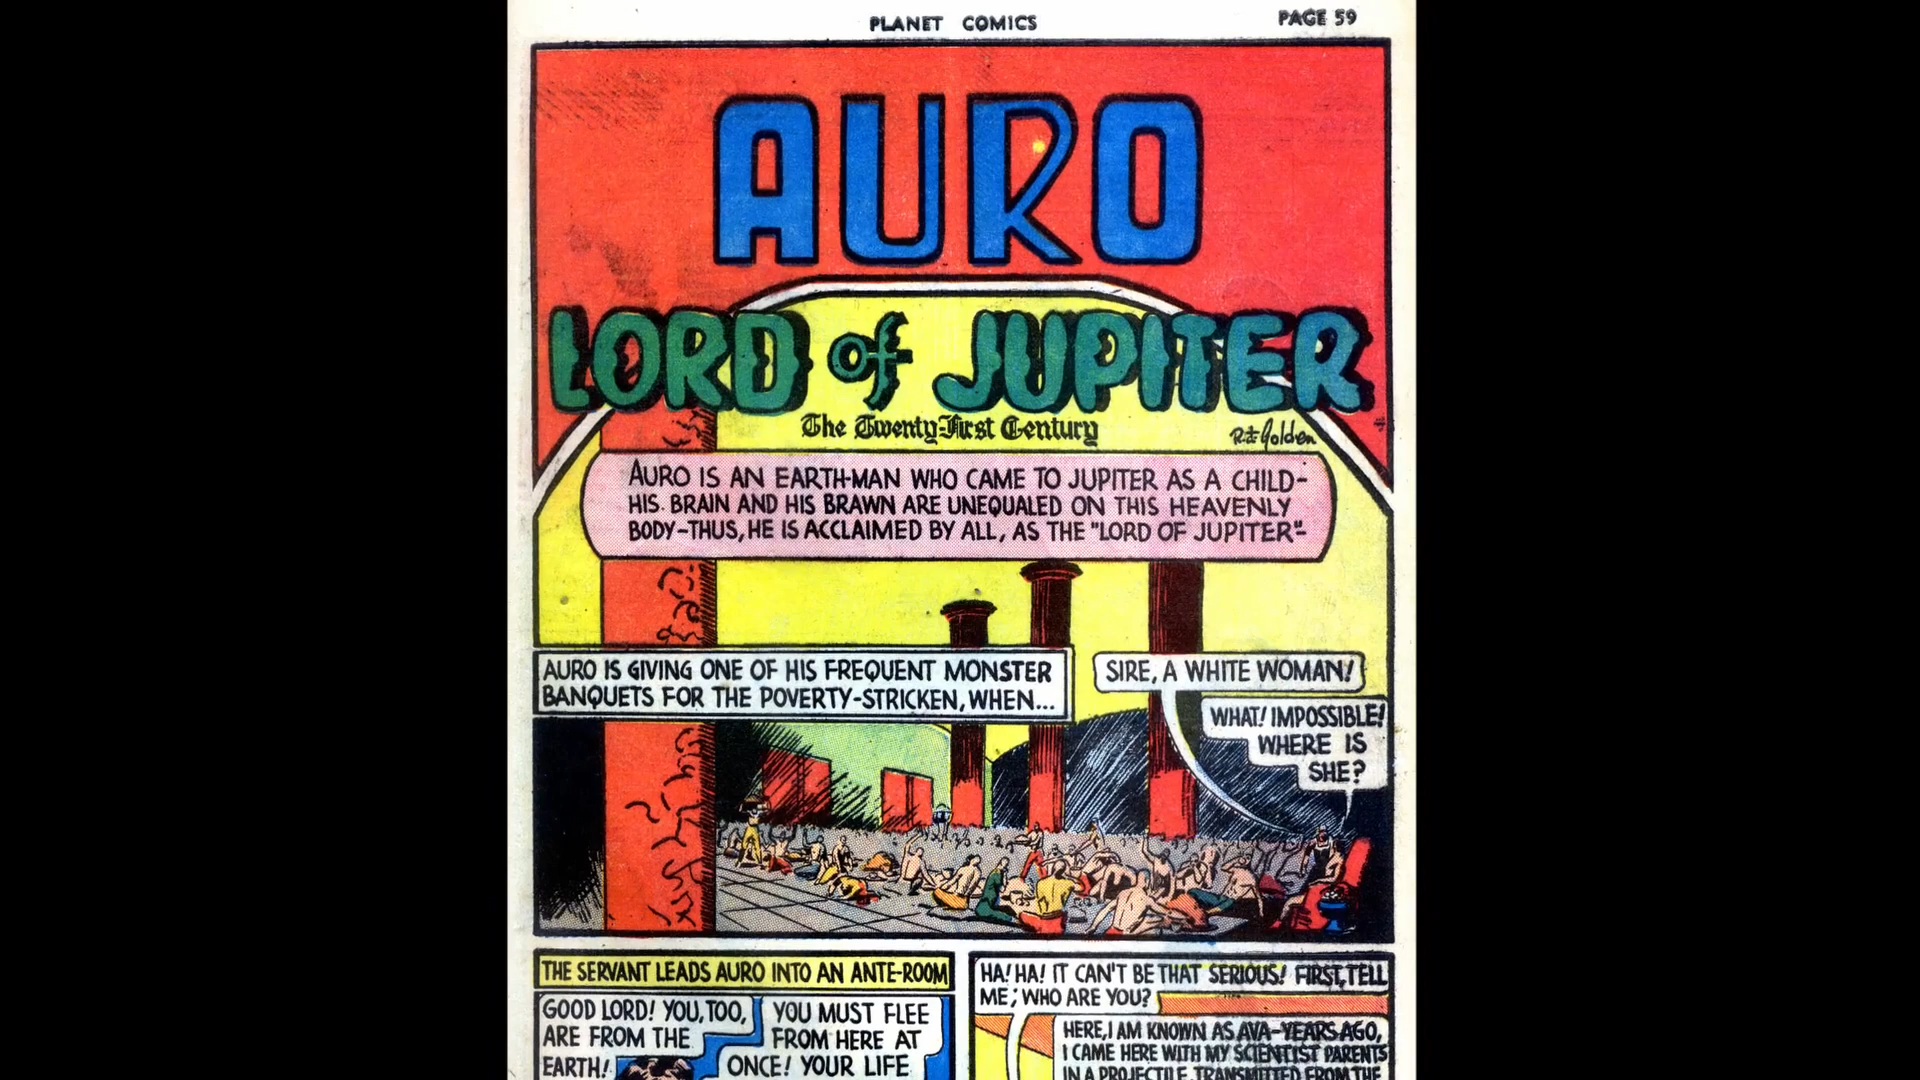 PLANET COMICS
PAGE 59
AURO
LORD of JUPITER
The Twenty-First Century
R+ Golden
AURO IS AN EARTH-MAN WHO CAME TO JUPITER AS A CHILD-
HIS BRAIN AND HIS BRAWN ARE UNEQUALED ON THIS HEAVENLY
BODY-THUS, HE IS ACCLAIMED BY ALL, AS THE "LORD OF JUPITER"-
AURO IS GIVING ONE OF HIS FREQUENT MONSTER
BANQUETS FOR THE POVERTY-STRICKEN, WHEN...
SIRE, A WHITE WOMAN!
WHAT! IMPOSSIBLE!
WHERE IS
SHE?
THE SERVANT LEADS AURO INTO AN ANTE-ROOM
GOOD LORD! YOU, TOO,
ARE FROM THE
EARTH!
YOU MUST FLEE
FROM HERE AT
ONCE! YOUR LIFE
HA! HA! IT CAN'T BE THAT SERIOUS! FIRST, TELL
ME; WHO ARE YOU?
HERE, I AM KNOWN AS AVA-YEARS AGO,
I CAME HERE WITH MY SCIENTIST PARENTS
IN A PROJECTILE, TRANSMITTED FROM THE